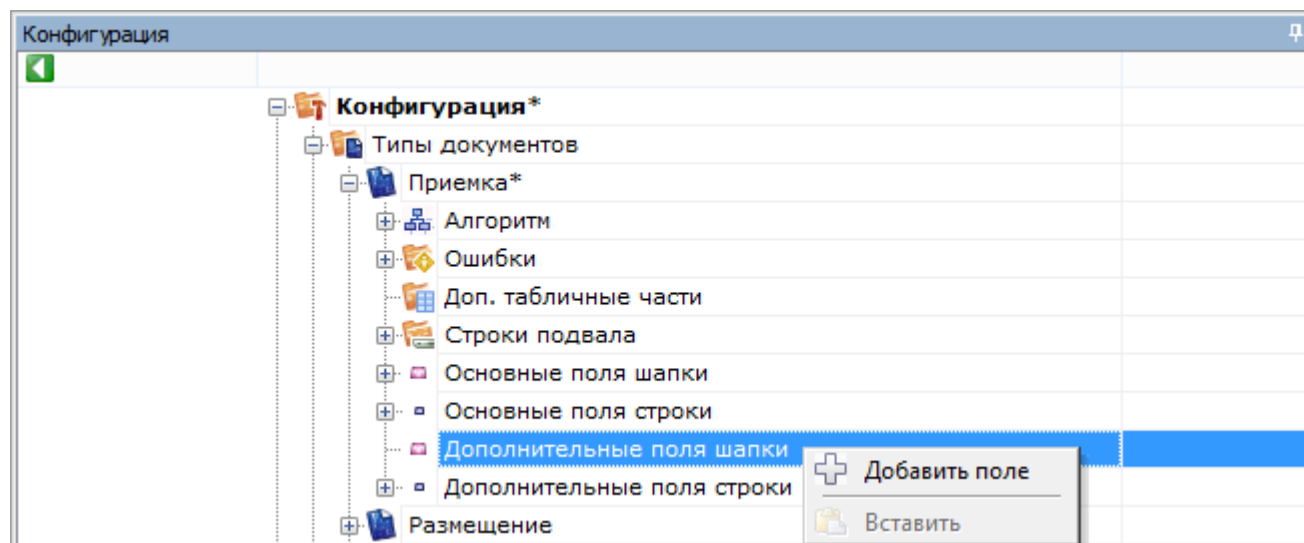 Конфигурация
Конфигурация*
Типы документов
Приемка*
Алгоритм
Ошибки
Доп. табличные части
Строки подвала
Основные поля шапки
Основные поля строки
Дополнительные поля шапки
Добавить поле
Дополнительные поля строки
Вставить
Размещение